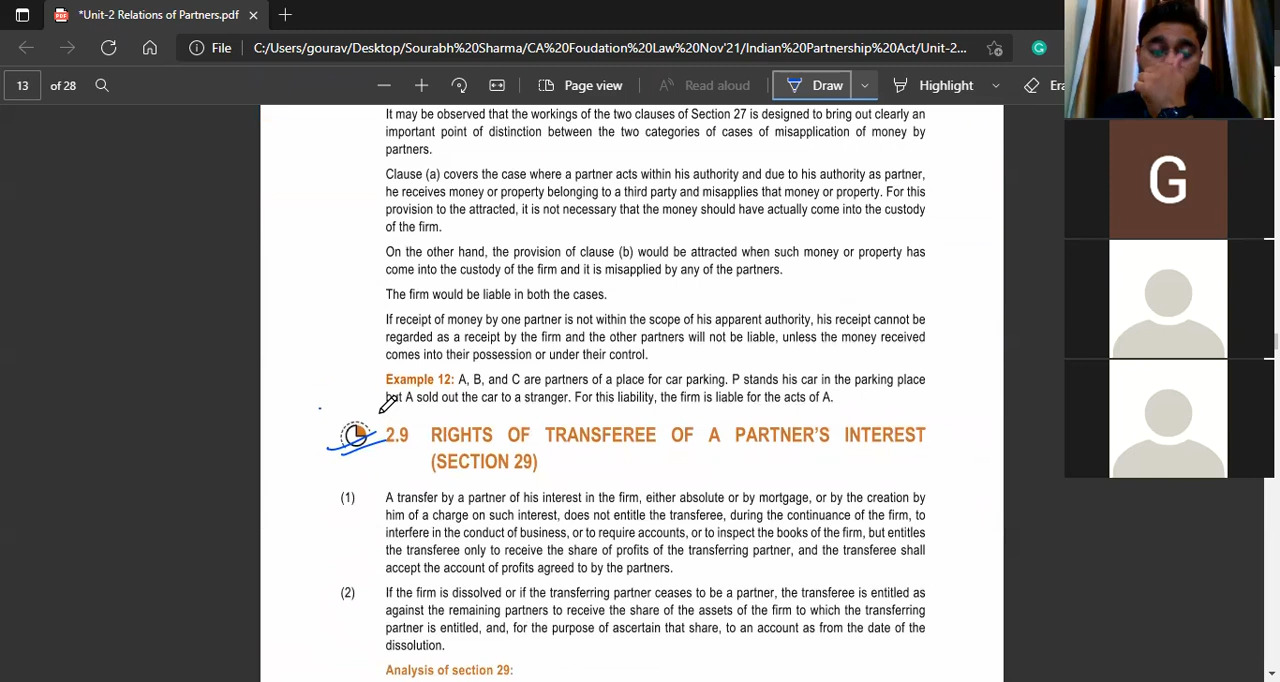 *Unit-2 Relations of Partners.pdf
File
C:/Users/gourav/Desktop/Sourabh%20Sharma/CA%20Foudation%20Law%20Nov'21/Indian%20Partnership%20Act/Unit-2...
13 of 28
Page view
Read aloud
Draw
Highlight
Era
It may be observed that the workings of the two clauses of Section 27 is designed to bring out clearly an
important point of distinction between the two categories of cases of misapplication of money by
partners.
Clause (a) covers the case where a partner acts within his authority and due to his authority as partner,
he receives money or property belonging to a third party and misapplies that money or property. For this
provision to the attracted, it is not necessary that the money should have actually come into the custody
of the firm.
On the other hand, the provision of clause (b) would be attracted when such money or property has
come into the custody of the firm and it is misapplied by any of the partners.
The firm would be liable in both the cases.
If receipt of money by one partner is not within the scope of his apparent authority, his receipt cannot be
regarded as a receipt by the firm and the other partners will not be liable, unless the money received
comes into their possession or under their control.
Example 12: A, B, and C are partners of a place for car parking. P stands his car in the parking place
but A sold out the car to a stranger. For this liability, the firm is liable for the acts of A.
2.9 RIGHTS OF TRANSFEREE OF A PARTNER'S INTEREST
(SECTION 29)
(1) A transfer by a partner of his interest in the firm, either absolute or by mortgage, or by the creation by
him of a charge on such interest, does not entitle the transferee, during the continuance of the firm, to
interfere in the conduct of business, or to require accounts, or to inspect the books of the firm, but entitles
the transferee only to receive the share of profits of the transferring partner, and the transferee shall
accept the account of profits agreed to by the partners.
(2) If the firm is dissolved or if the transferring partner ceases to be a partner, the transferee is entitled as
against the remaining partners to receive the share of the assets of the firm to which the transferring
partner is entitled, and, for the purpose of ascertain that share, to an account as from the date of the
dissolution.
Analysis of section 29:
G